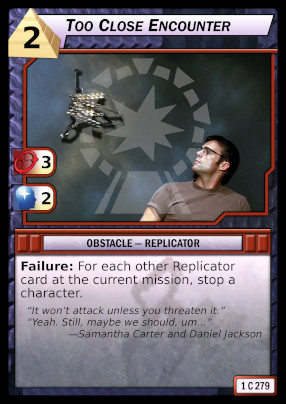 2 Too Close Encounter
3
2
OBSTACLE – REPLICATOR
Failure: For each other Replicator
card at the current mission, stop a
character.
"It won't attack unless you threaten it."
"Yeah. Still, maybe we should, um..."
—Samantha Carter and Daniel Jackson
1 C 279